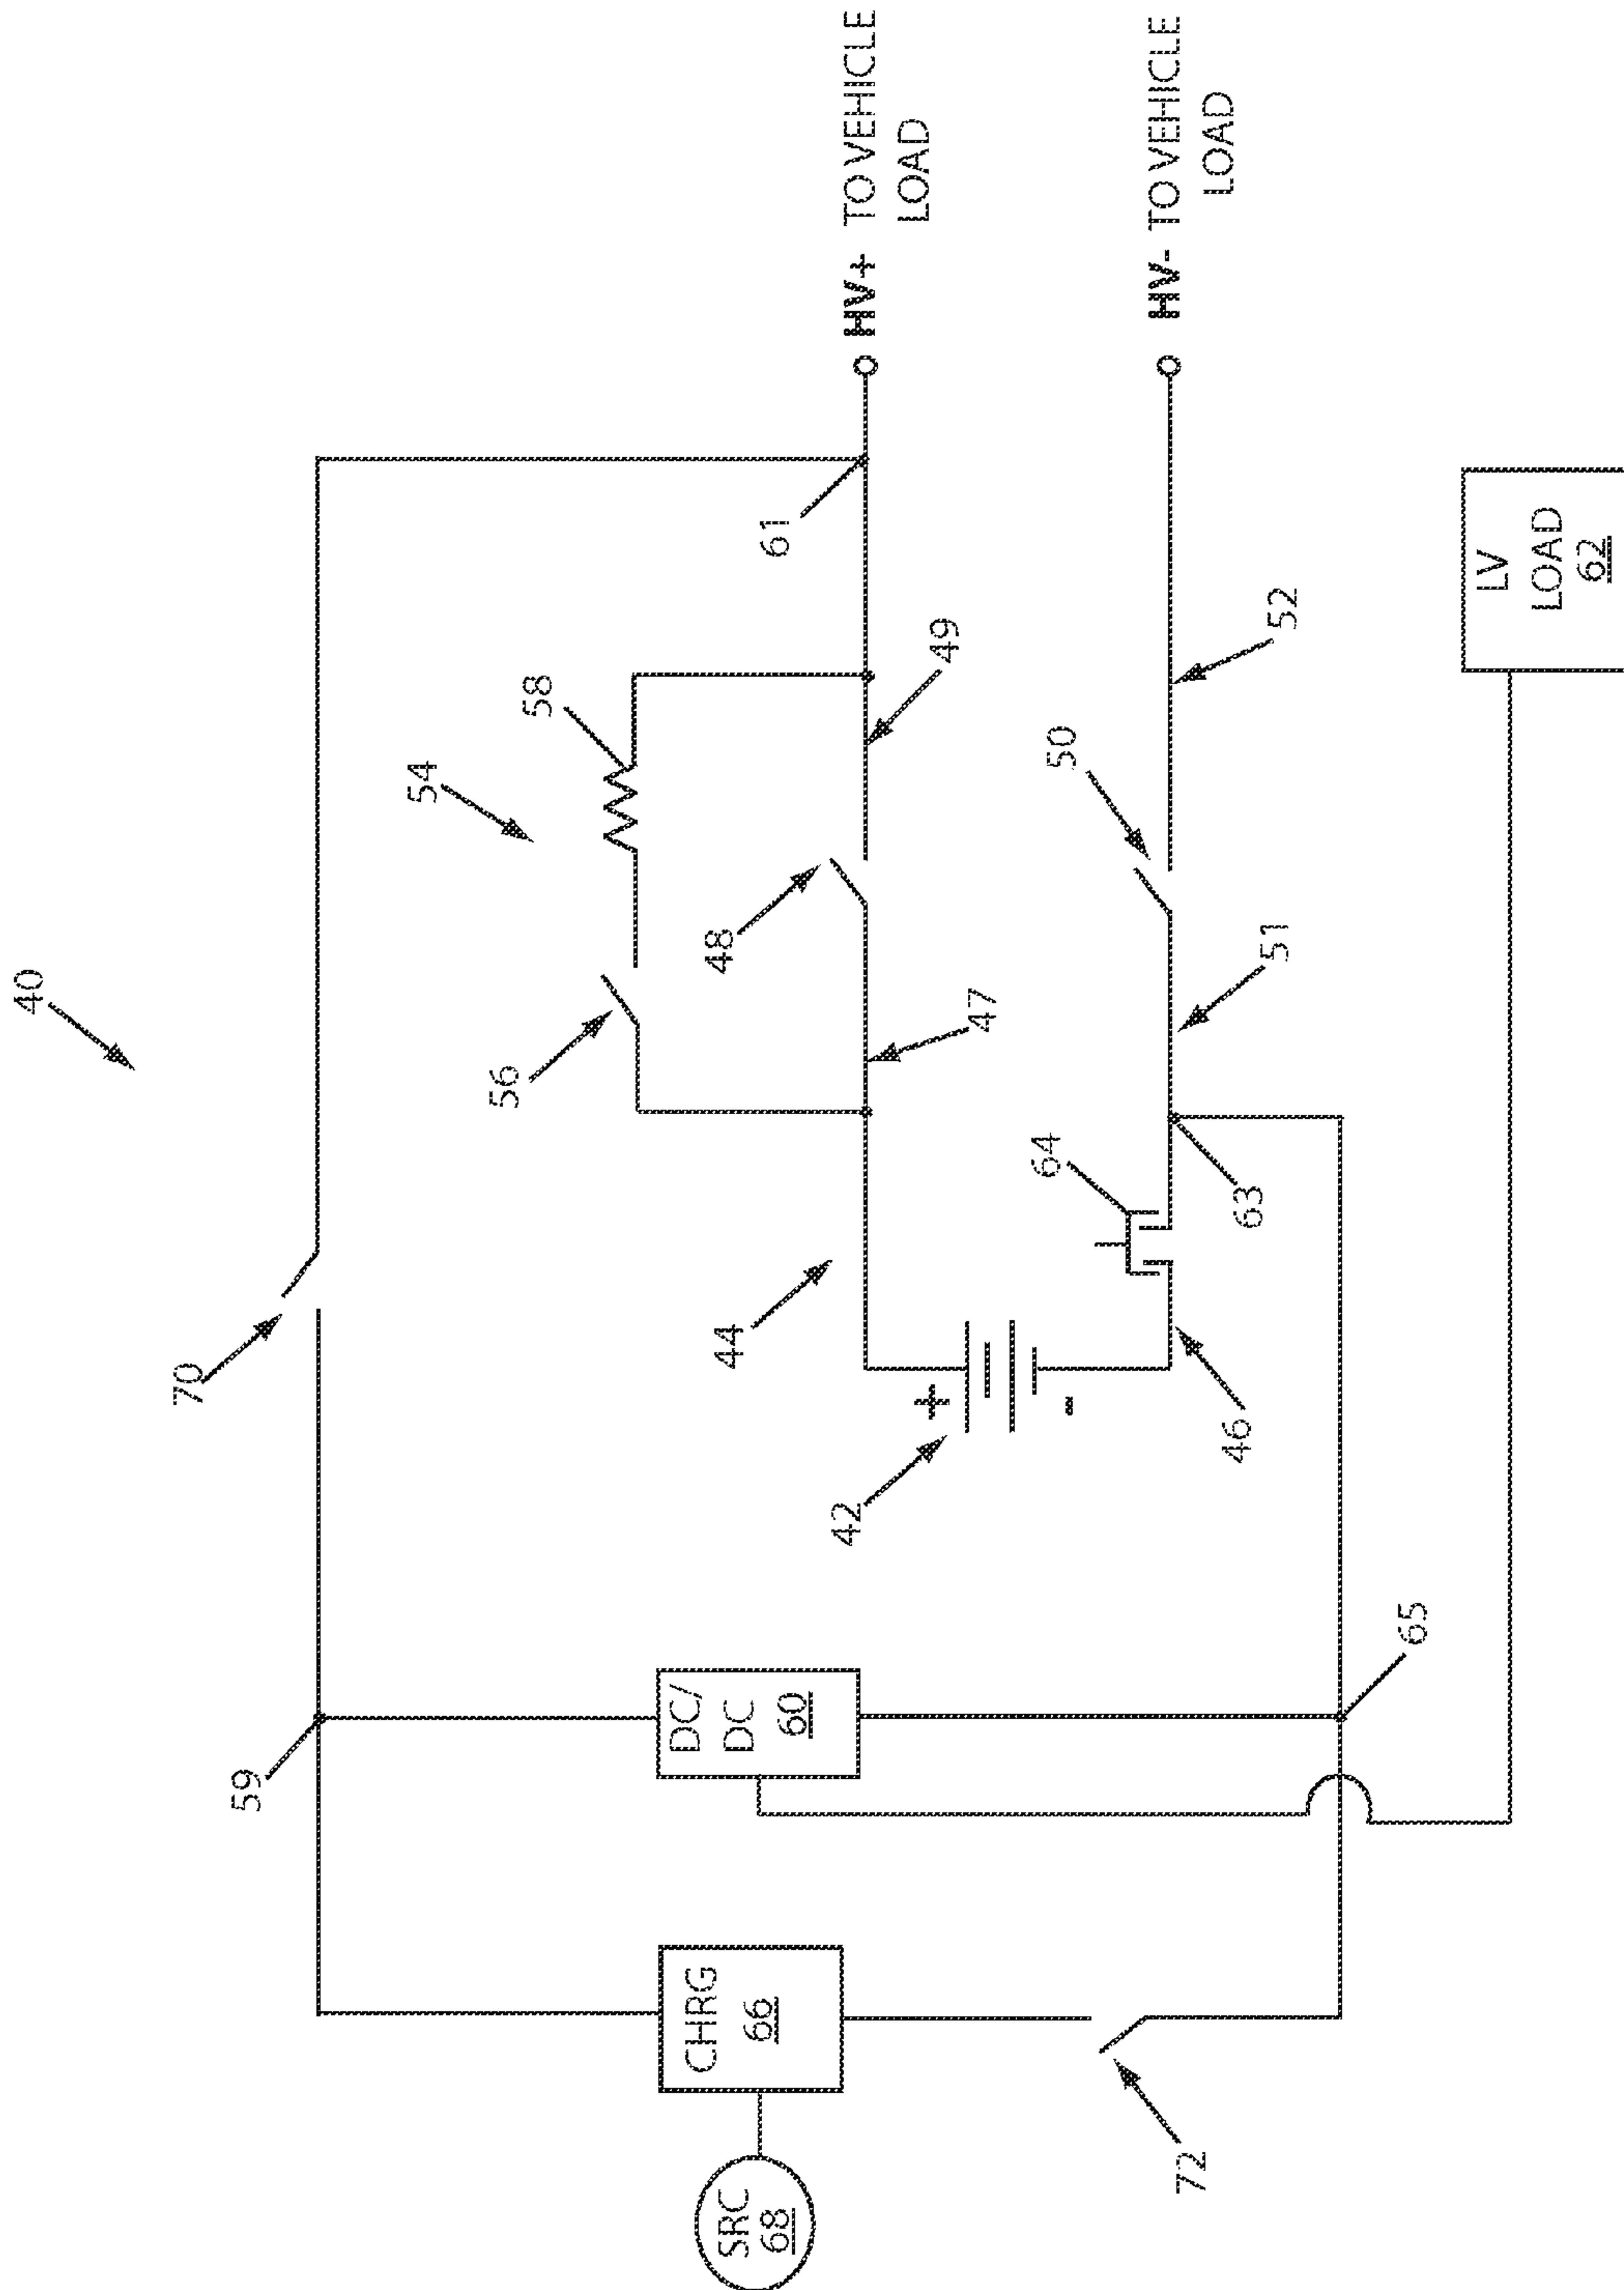 40
70
54
58
56
48
61
HV+ TO VEHICLE
LOAD
49
47
44
42
+
-
64
50
HV- TO VEHICLE
LOAD
52
51
63
46
59
DC/
DC
60
65
CHRG
66
SRC
68
72
LV
LOAD
62